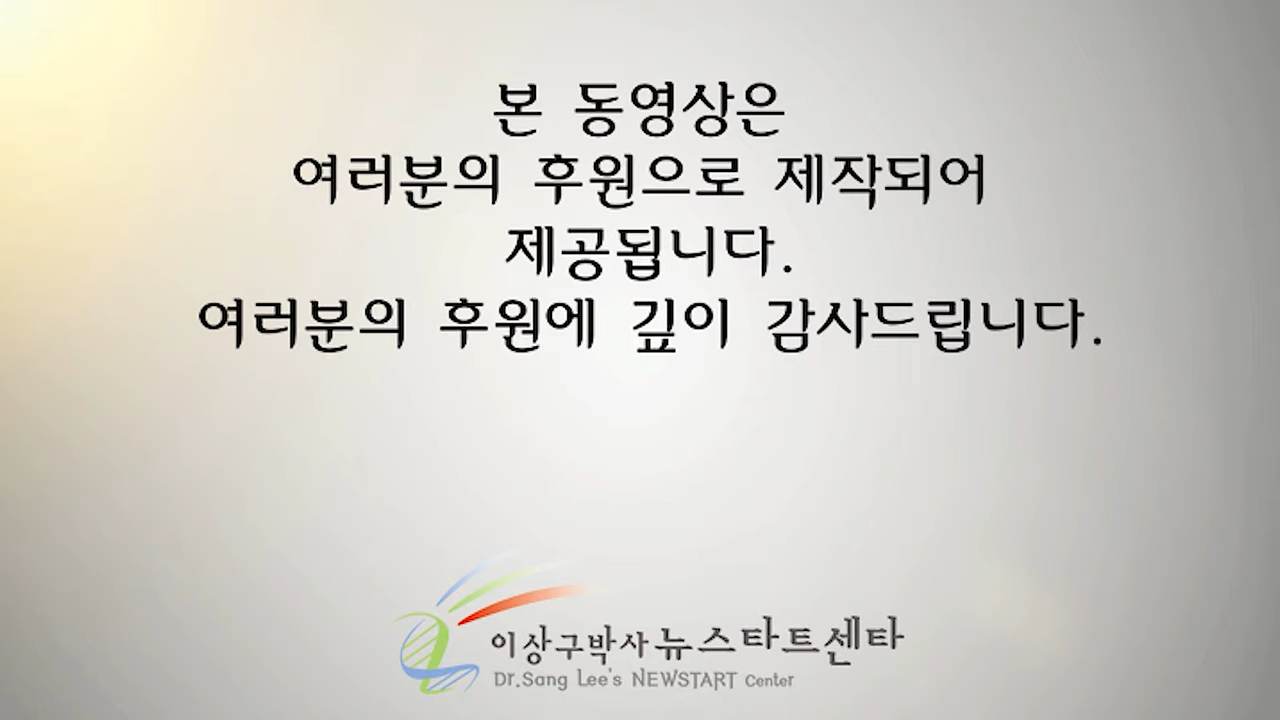 본 동영상은
여러분의 후원으로 제작되어
제공됩니다.
여러분의 후원에 깊이 감사드립니다.
이상구박사 뉴스타트센타
Dr.Sang Lee's NEWSTART Center